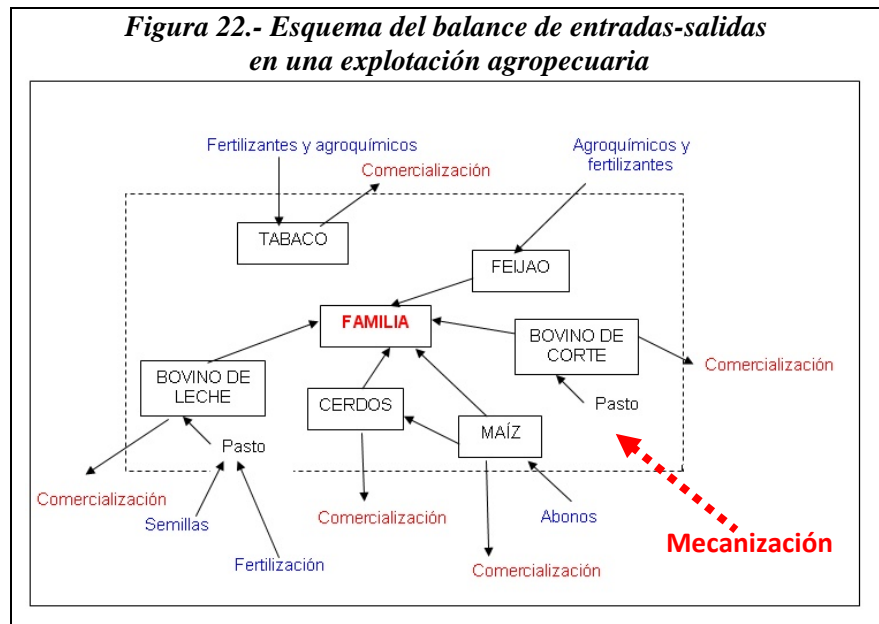 Figura 22.- Esquema del balance de entradas-salidas
en una explotación agropecuaria
Fertilizantes y agroquímicos
Comercialización
Agroquímicos y
fertilizantes
TABACO
FEIJAO
FAMILIA
BOVINO DE
CORTE
Comercialización
BOVINO DE
LECHE
CERDOS
Pasto
MAÍZ
Pasto
Comercialización
Semillas
Comercialización
Abonos
Mecanización
Fertilización
Comercialización